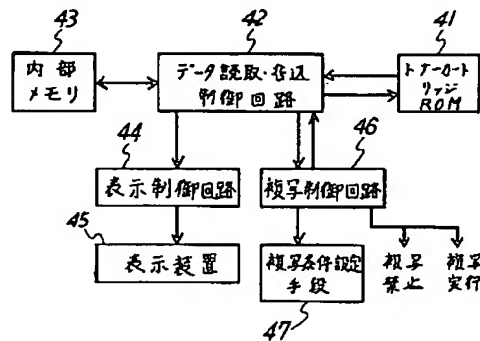 43
42
41
内部
メモリ
データ読取・書込
制御回路
トナーカート
リッジ
ROM
44
46
表示制御回路
複写制御回路
45
表示装置
複写条件設定
手段
複写
禁止
複写
実行
47